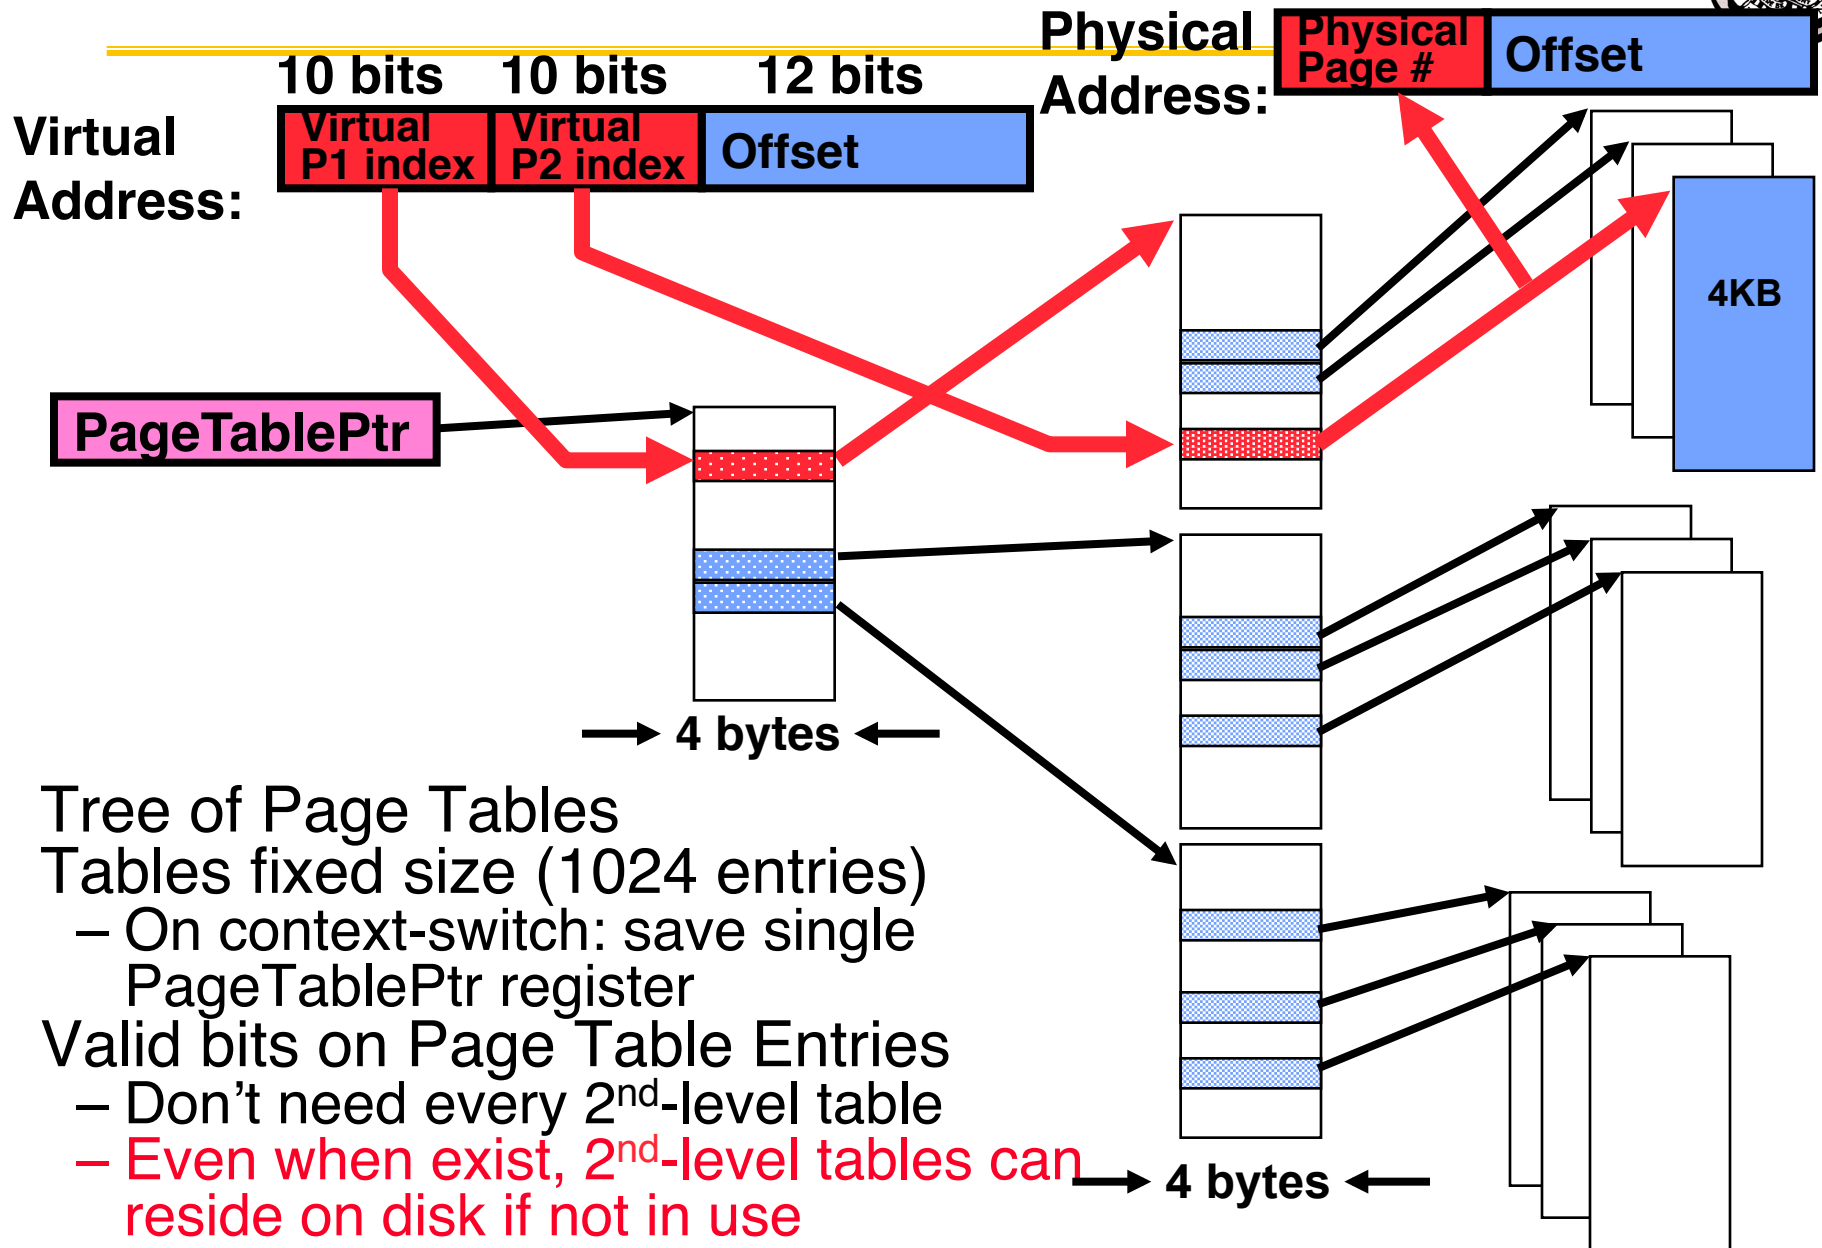 Physical
Address:
Physical
Page #
Offset
10 bits
10 bits
12 bits
Virtual
Address:
Virtual
P1 index
Virtual
P2 index
Offset
4KB
PageTablePtr
4 bytes
Tree of Page Tables
Tables fixed size (1024 entries)
– On context-switch: save single
PageTablePtr register
Valid bits on Page Table Entries
– Don't need every 2nd-level table
– Even when exist, 2nd-level tables can
reside on disk if not in use
4 bytes